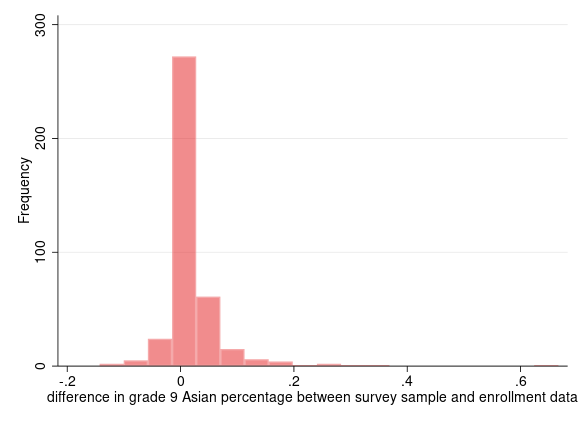 300
200
100
0
Frequency
-.2 0 .2 .4 .6
difference in grade 9 Asian percentage between survey sample and enrollment data